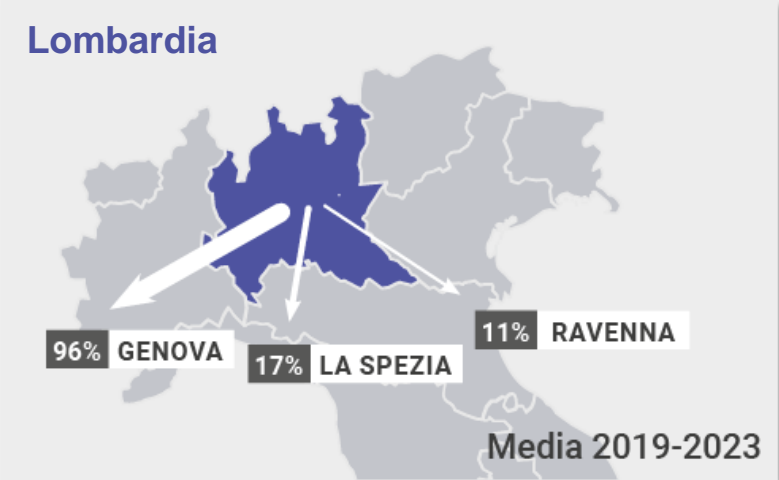 Lombardia
96% GENOVA
17% LA SPEZIA
11% RAVENNA
Media 2019-2023